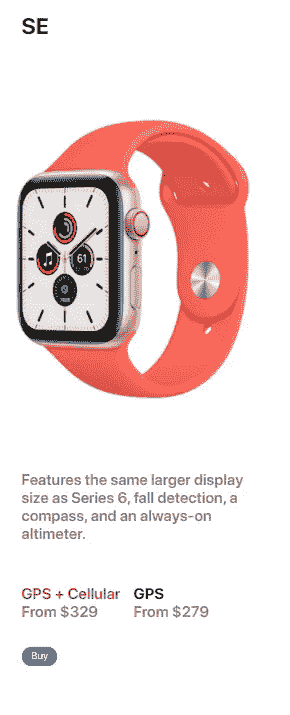 SE
61
Features the same larger display
size as Series 6, fall detection, a
compass, and an always-on
altimeter.
GPS + Cellular GPS
From $329 From $279
Buy